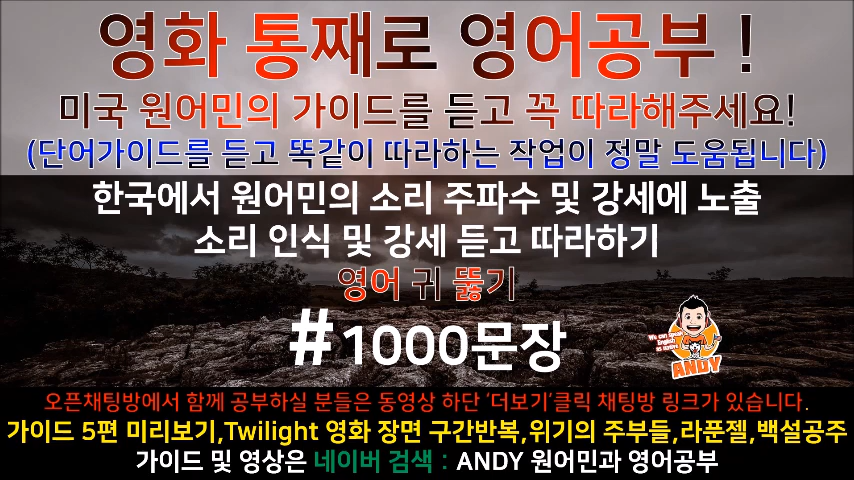 영화 통째로 영어공부 !
미국 원어민의 가이드를 듣고 꼭 따라해주세요!
(단어가이드를 듣고 똑같이 따라하는 작업이 정말 도움됩니다)
한국에서 원어민의 소리 주파수 및 강세에 노출
소리 인식 및 강세 듣고 따라하기
영어 귀 뚫기
#1000문장
We can speak
English
as native
ANDY
오픈채팅방에서 함께 공부하실 분들은 동영상 하단 '더보기'클릭 채팅방 링크가 있습니다.
가이드 5편 미리보기,Twilight 영화 장면 구간반복,위기의 주부들,라푼젤,백설공주
가이드 및 영상은 네이버 검색 : ANDY 원어민과 영어공부